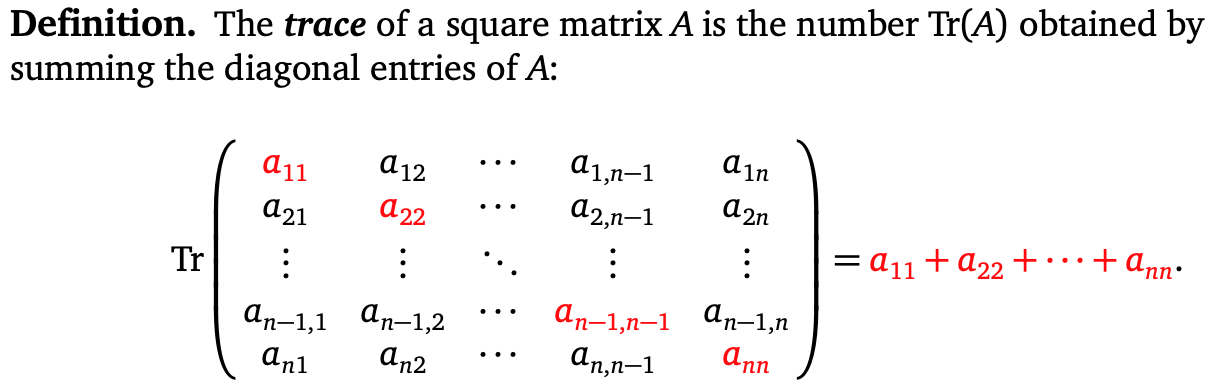 Definition. The trace of a square matrix A is the number Tr(A) obtained by
summing the diagonal entries of A:
a₁₁ a₁₂ ⋯ a₁,ₙ₋₁ a₁ₙ
a₂₁ a₂₂ ⋯ a₂,ₙ₋₁ a₂ₙ
Tr ( ⋮ ⋮ ⋱ ⋮ ⋮ ) = a₁₁ + a₂₂ + ⋯ + aₙₙ.
aₙ₋₁,₁ aₙ₋₁,₂ ⋯ aₙ₋₁,ₙ₋₁ aₙ₋₁,ₙ
aₙ₁ aₙ₂ ⋯ aₙ,ₙ₋₁ aₙₙ